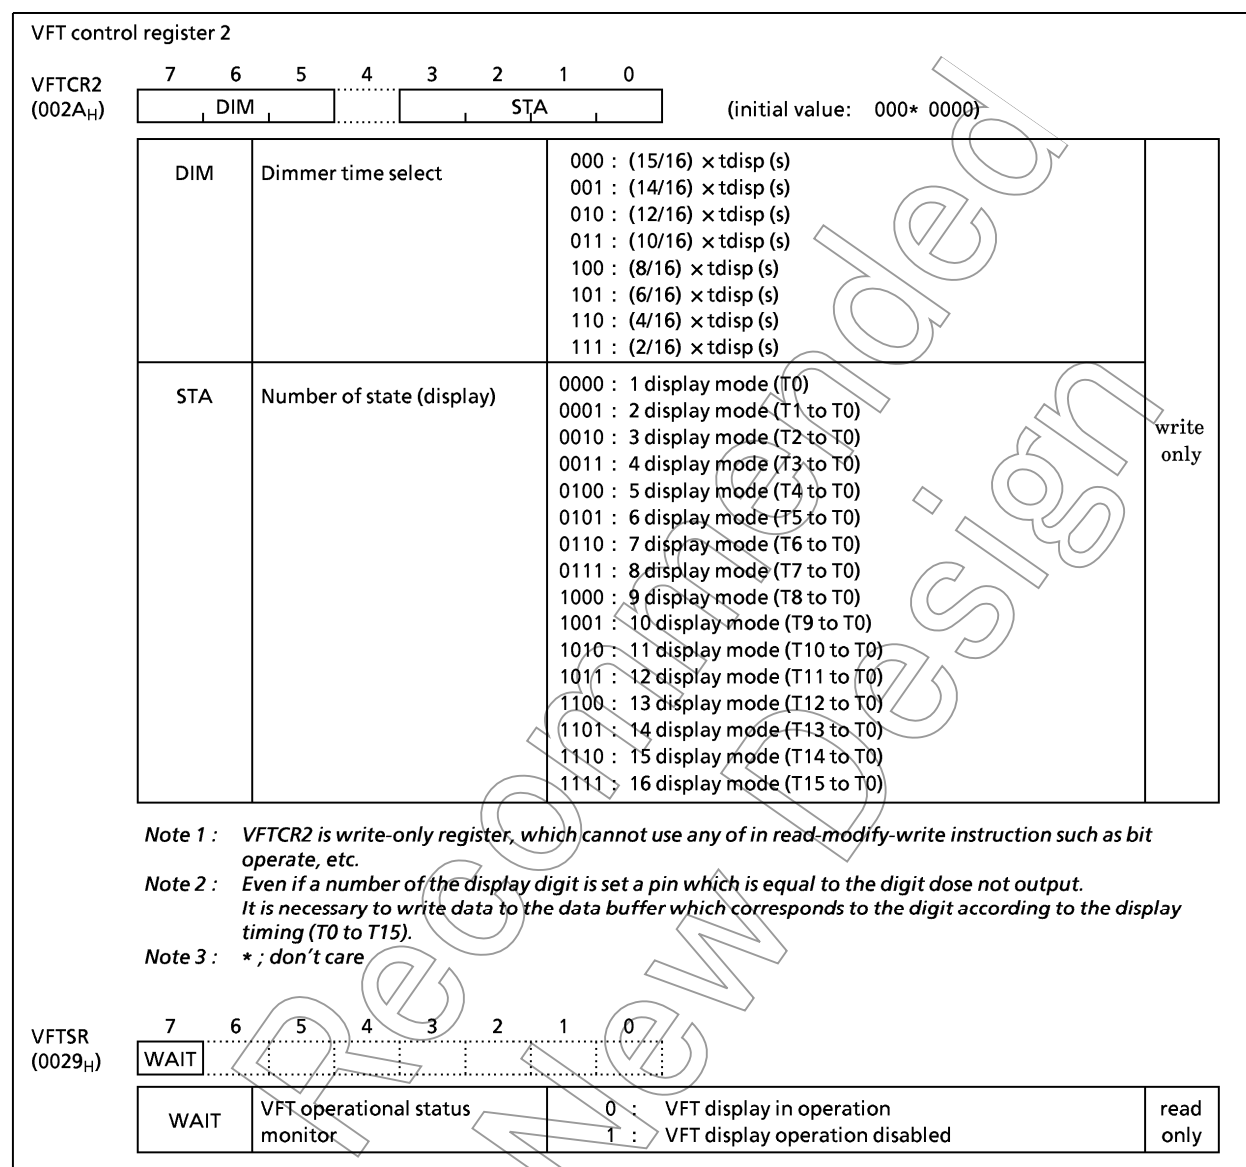 VFT control register 2
7 6 5 4 3 2 1 0
VFTCR2
(002AH) DIM STA (initial value: 000* 0000)
DIM Dimmer time select
000 : (15/16) × tdisp (s)
001 : (14/16) × tdisp (s)
010 : (12/16) × tdisp (s)
011 : (10/16) × tdisp (s)
100 : (8/16) × tdisp (s)
101 : (6/16) × tdisp (s)
110 : (4/16) × tdisp (s)
111 : (2/16) × tdisp (s)
STA Number of state (display)
0000 : 1 display mode (T0)
0001 : 2 display mode (T1 to T0)
0010 : 3 display mode (T2 to T0)
0011 : 4 display mode (T3 to T0)
0100 : 5 display mode (T4 to T0)
0101 : 6 display mode (T5 to T0)
0110 : 7 display mode (T6 to T0)
0111 : 8 display mode (T7 to T0)
1000 : 9 display mode (T8 to T0)
1001 : 10 display mode (T9 to T0)
1010 : 11 display mode (T10 to T0)
1011 : 12 display mode (T11 to T0)
1100 : 13 display mode (T12 to T0)
1101 : 14 display mode (T13 to T0)
1110 : 15 display mode (T14 to T0)
1111 : 16 display mode (T15 to T0)
write
only
Note 1 : VFTCR2 is write-only register, which cannot use any of in read-modify-write instruction such as bit
operate, etc.
Note 2 : Even if a number of the display digit is set a pin which is equal to the digit dose not output.
It is necessary to write data to the data buffer which corresponds to the digit according to the display
timing (T0 to T15).
Note 3 : * ; don't care
7 6 5 4 3 2 1 0
VFTSR
(0029H) WAIT
WAIT
VFT operational status
monitor
0 : VFT display in operation
1 : VFT display operation disabled
read
only
Recommended
New Design